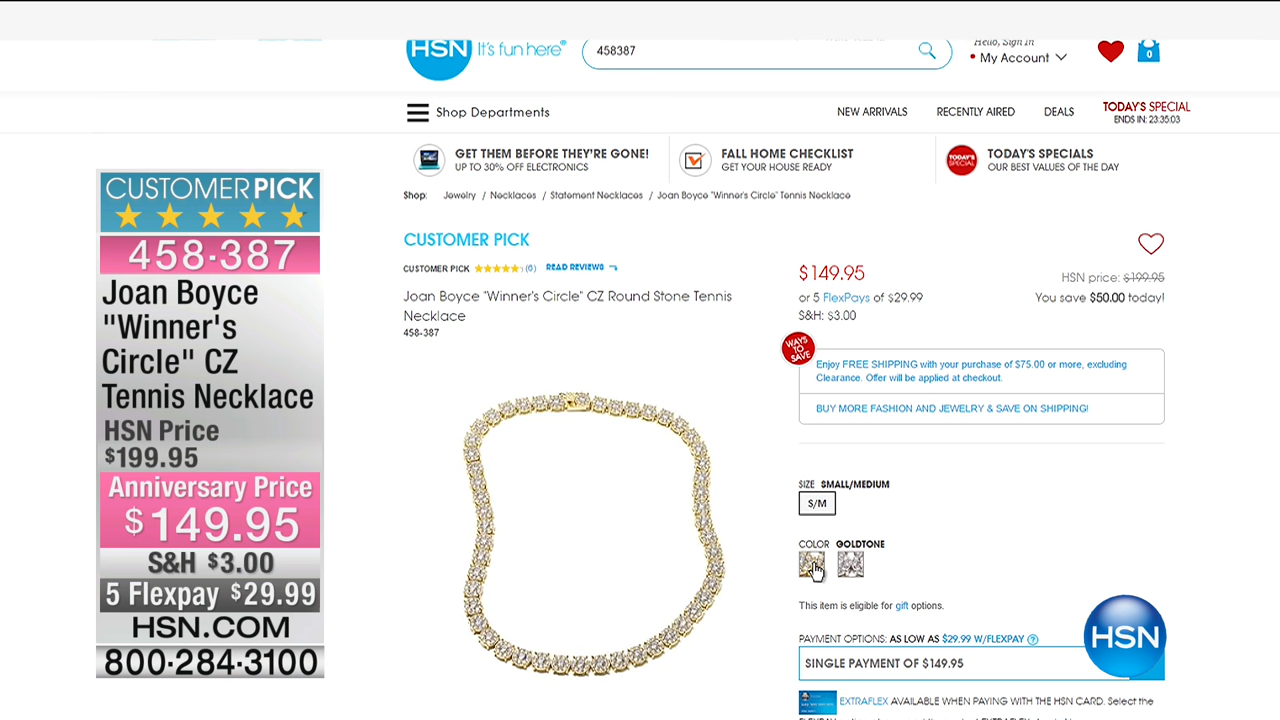 HSN It's fun here®
458387
Hello, Sign In
My Account
0
Shop Departments
NEW ARRIVALS
RECENTLY AIRED
DEALS
TODAY'S SPECIAL
ENDS IN: 23:35:03
GET THEM BEFORE THEY'RE GONE!
UP TO 30% OFF ELECTRONICS
FALL HOME CHECKLIST
GET YOUR HOUSE READY
TODAY'S SPECIAL
TODAY'S SPECIALS
OUR BEST VALUES OF THE DAY
Shop: Jewelry / Necklaces / Statement Necklaces / Joan Boyce "Winner's Circle" Tennis Necklace
CUSTOMER PICK
458-387
Joan Boyce
"Winner's
Circle" CZ
Tennis Necklace
HSN Price
$199.95
Anniversary Price
$149.95
S&H $3.00
5 Flexpay $29.99
HSN.COM
800-284-3100
CUSTOMER PICK
CUSTOMER PICK (6) READ REVIEWS
Joan Boyce "Winner's Circle" CZ Round Stone Tennis
Necklace
458-387
$149.95
HSN price: $199.95
or 5 FlexPays of $29.99
You save $50.00 today!
S&H: $3.00
WAYS
TO
SAVE
Enjoy FREE SHIPPING with your purchase of $75.00 or more, excluding
Clearance. Offer will be applied at checkout.
BUY MORE FASHION AND JEWELRY & SAVE ON SHIPPING!
SIZE SMALL/MEDIUM
S/M
COLOR GOLDTONE
This item is eligible for gift options.
PAYMENT OPTIONS: AS LOW AS $29.99 W/FLEXPAY ?
SINGLE PAYMENT OF $149.95
HSN
EXTRAFLEX AVAILABLE WHEN PAYING WITH THE HSN CARD. Select the